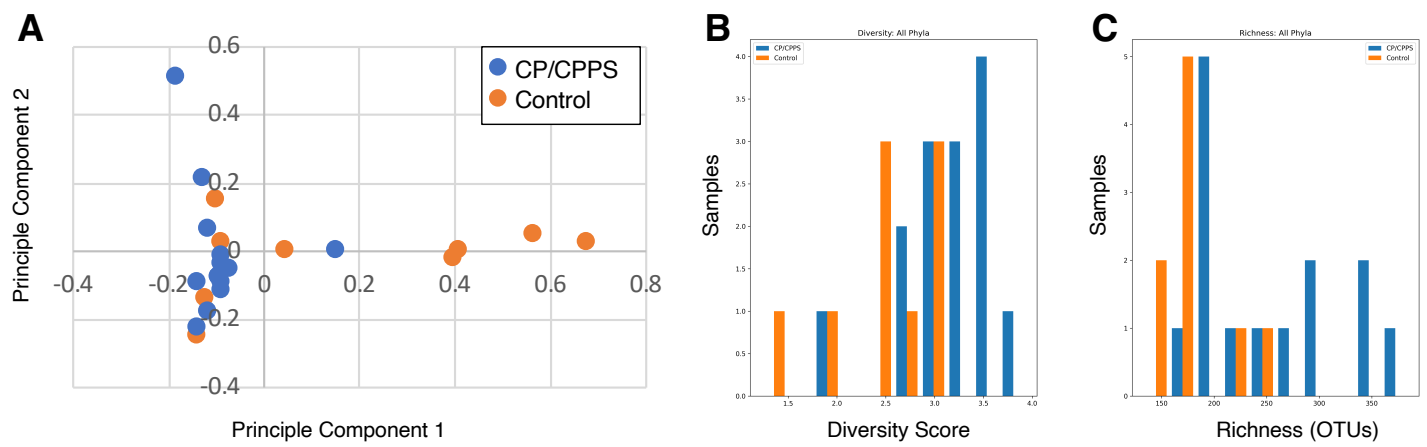 A
0.6
0.4
0.2
0
-0.2
-0.4
-0.4
-0.2
0
0.2
0.4
0.6
0.8
CP/CPPS
Control
Principle Component 2
Principle Component 1
B
Diversity: All Phyla
CP/CPPS
Control
4.0
3.5
3.0
2.5
2.0
1.5
1.0
0.5
0.0
1.5
2.0
2.5
3.0
3.5
4.0
Samples
Diversity Score
C
Richness: All Phyla
CP/CPPS
Control
5
4
3
2
1
0
150
200
250
300
350
Samples
Richness (OTUs)